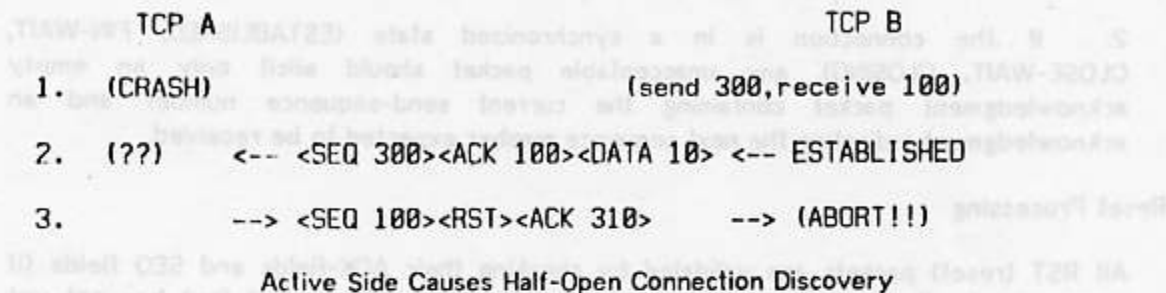 TCP A TCP B
1. (CRASH) (send 300,receive 100)
2. (??) <-- <SEQ 300><ACK 100><DATA 10> <-- ESTABLISHED
3. --> <SEQ 100><RST><ACK 310> --> (ABORT!!)
Active Side Causes Half-Open Connection Discovery